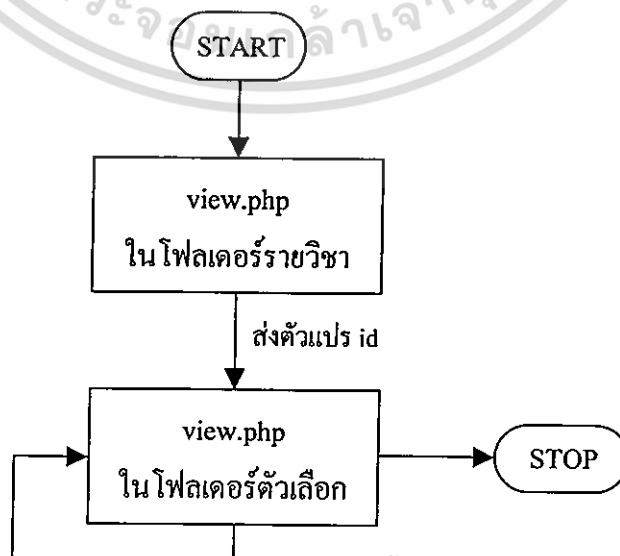 START
view.php
ในโฟลเดอร์รายวิชา
ส่งตัวแปร id
view.php
ในโฟลเดอร์ตัวเลือก
STOP